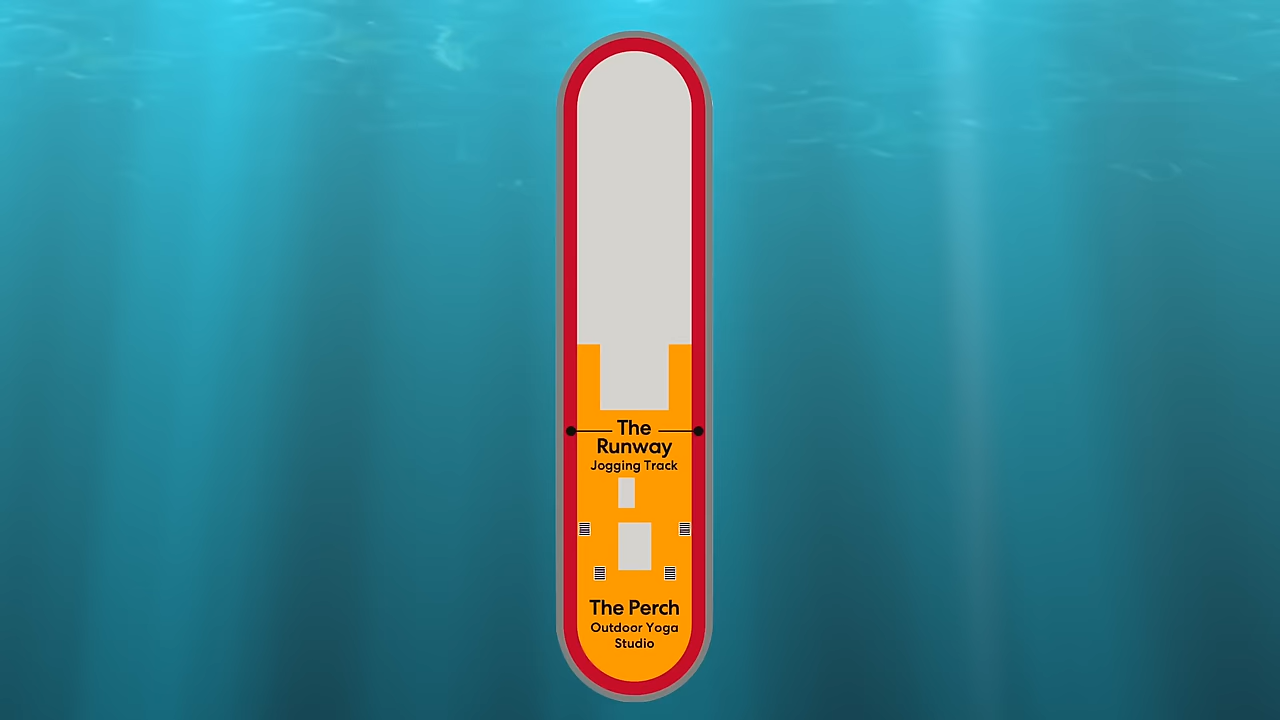 The
Runway
Jogging Track
The Perch
Outdoor Yoga
Studio